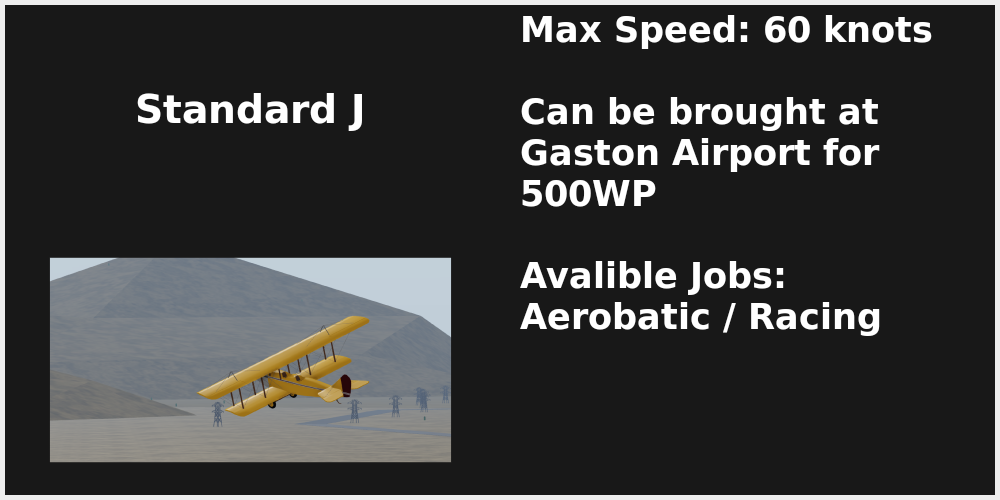 Standard J
Max Speed: 60 knots
Can be brought at
Gaston Airport for
500WP
Avalible Jobs:
Aerobatic / Racing